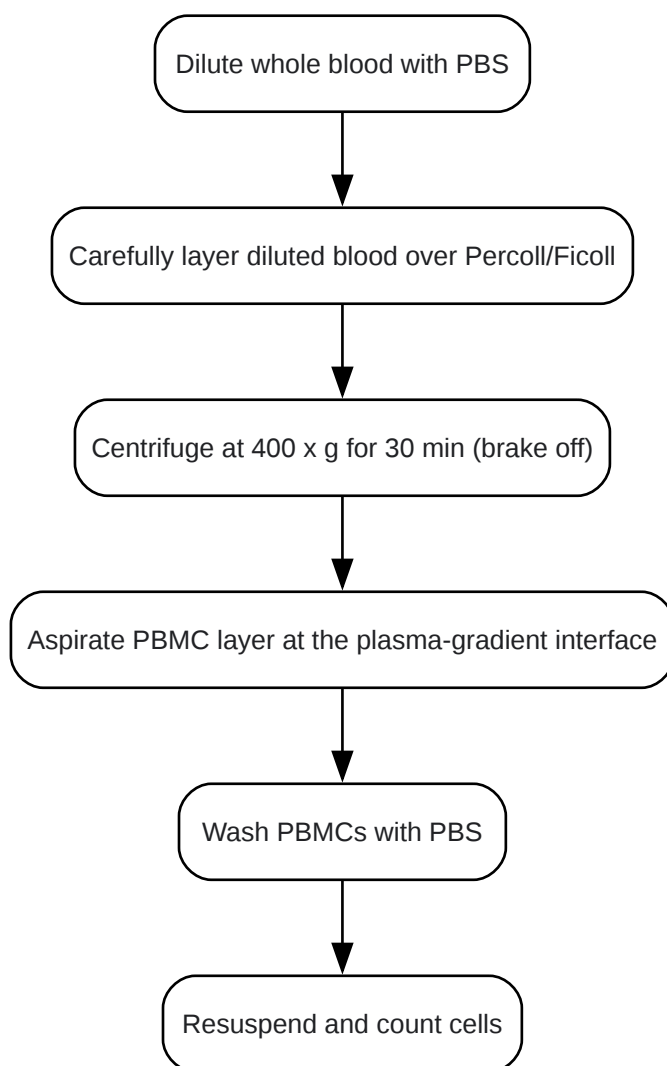 Dilute whole blood with PBS
Carefully layer diluted blood over Percoll/Ficoll
Centrifuge at 400 x g for 30 min (brake off)
Aspirate PBMC layer at the plasma-gradient interface
Wash PBMCs with PBS
Resuspend and count cells